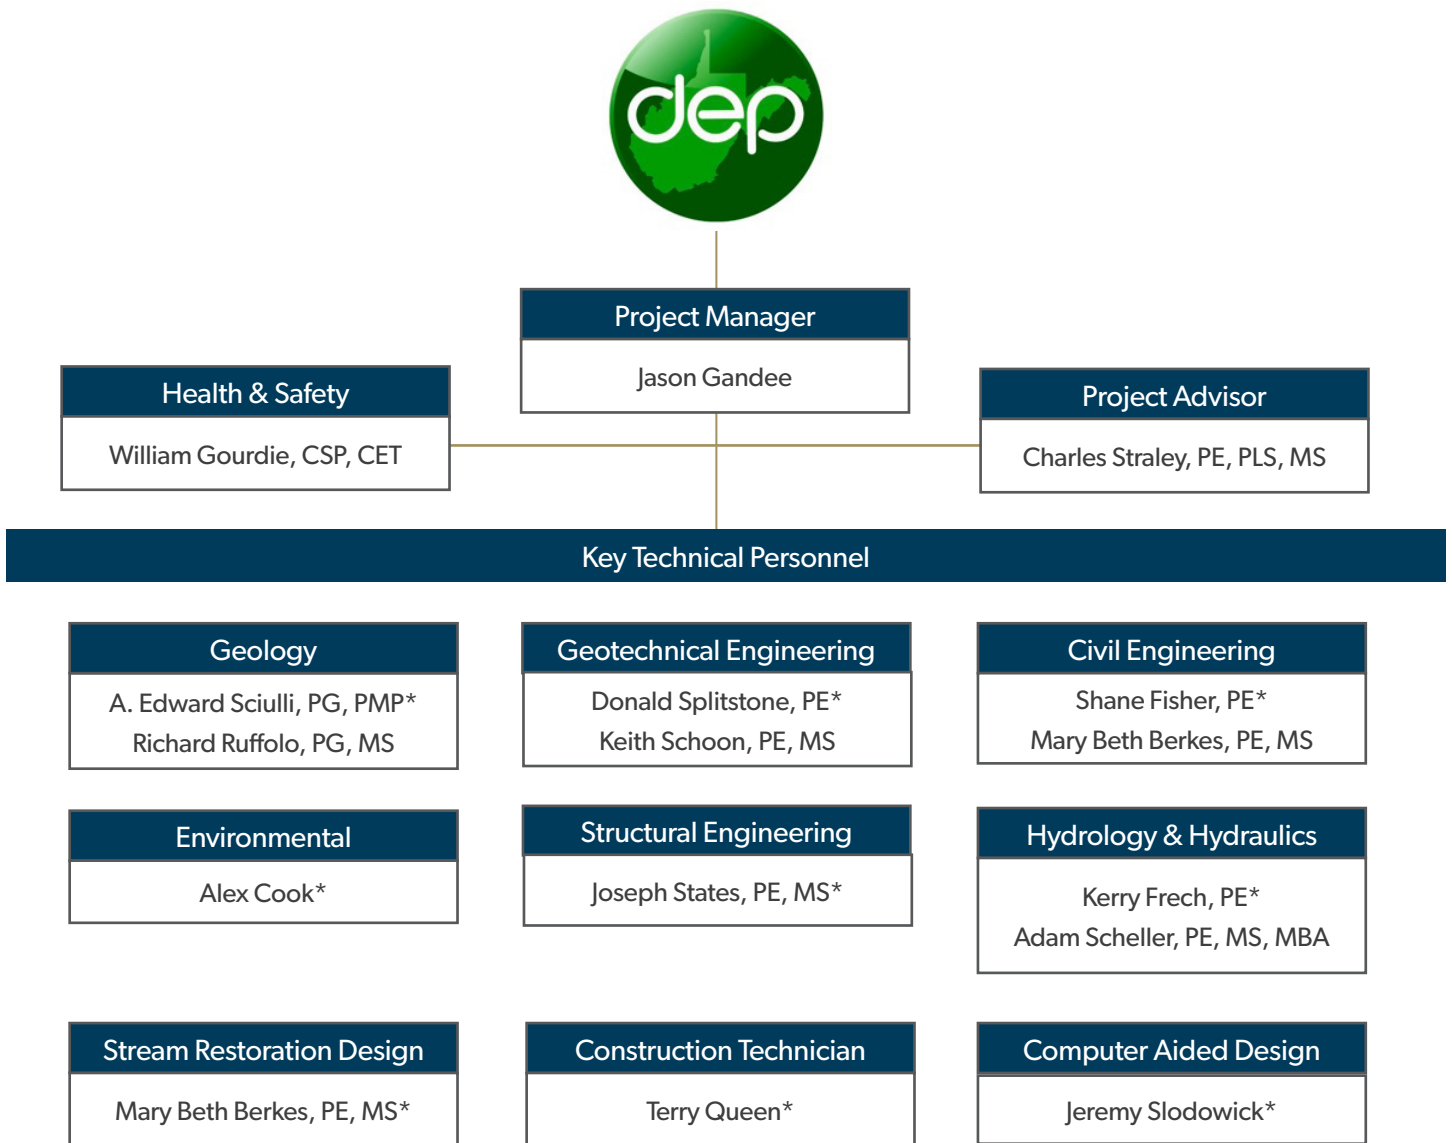 dep
Project Manager
Jason Gandee
Health & Safety
William Gourdie, CSP, CET
Project Advisor
Charles Straley, PE, PLS, MS
Key Technical Personnel
Geology
A. Edward Sciulli, PG, PMP*
Richard Ruffolo, PG, MS
Geotechnical Engineering
Donald Splitstone, PE*
Keith Schoon, PE, MS
Civil Engineering
Shane Fisher, PE*
Mary Beth Berkes, PE, MS
Environmental
Alex Cook*
Structural Engineering
Joseph States, PE, MS*
Hydrology & Hydraulics
Kerry Frech, PE*
Adam Scheller, PE, MS, MBA
Stream Restoration Design
Mary Beth Berkes, PE, MS*
Construction Technician
Terry Queen*
Computer Aided Design
Jeremy Slodowick*